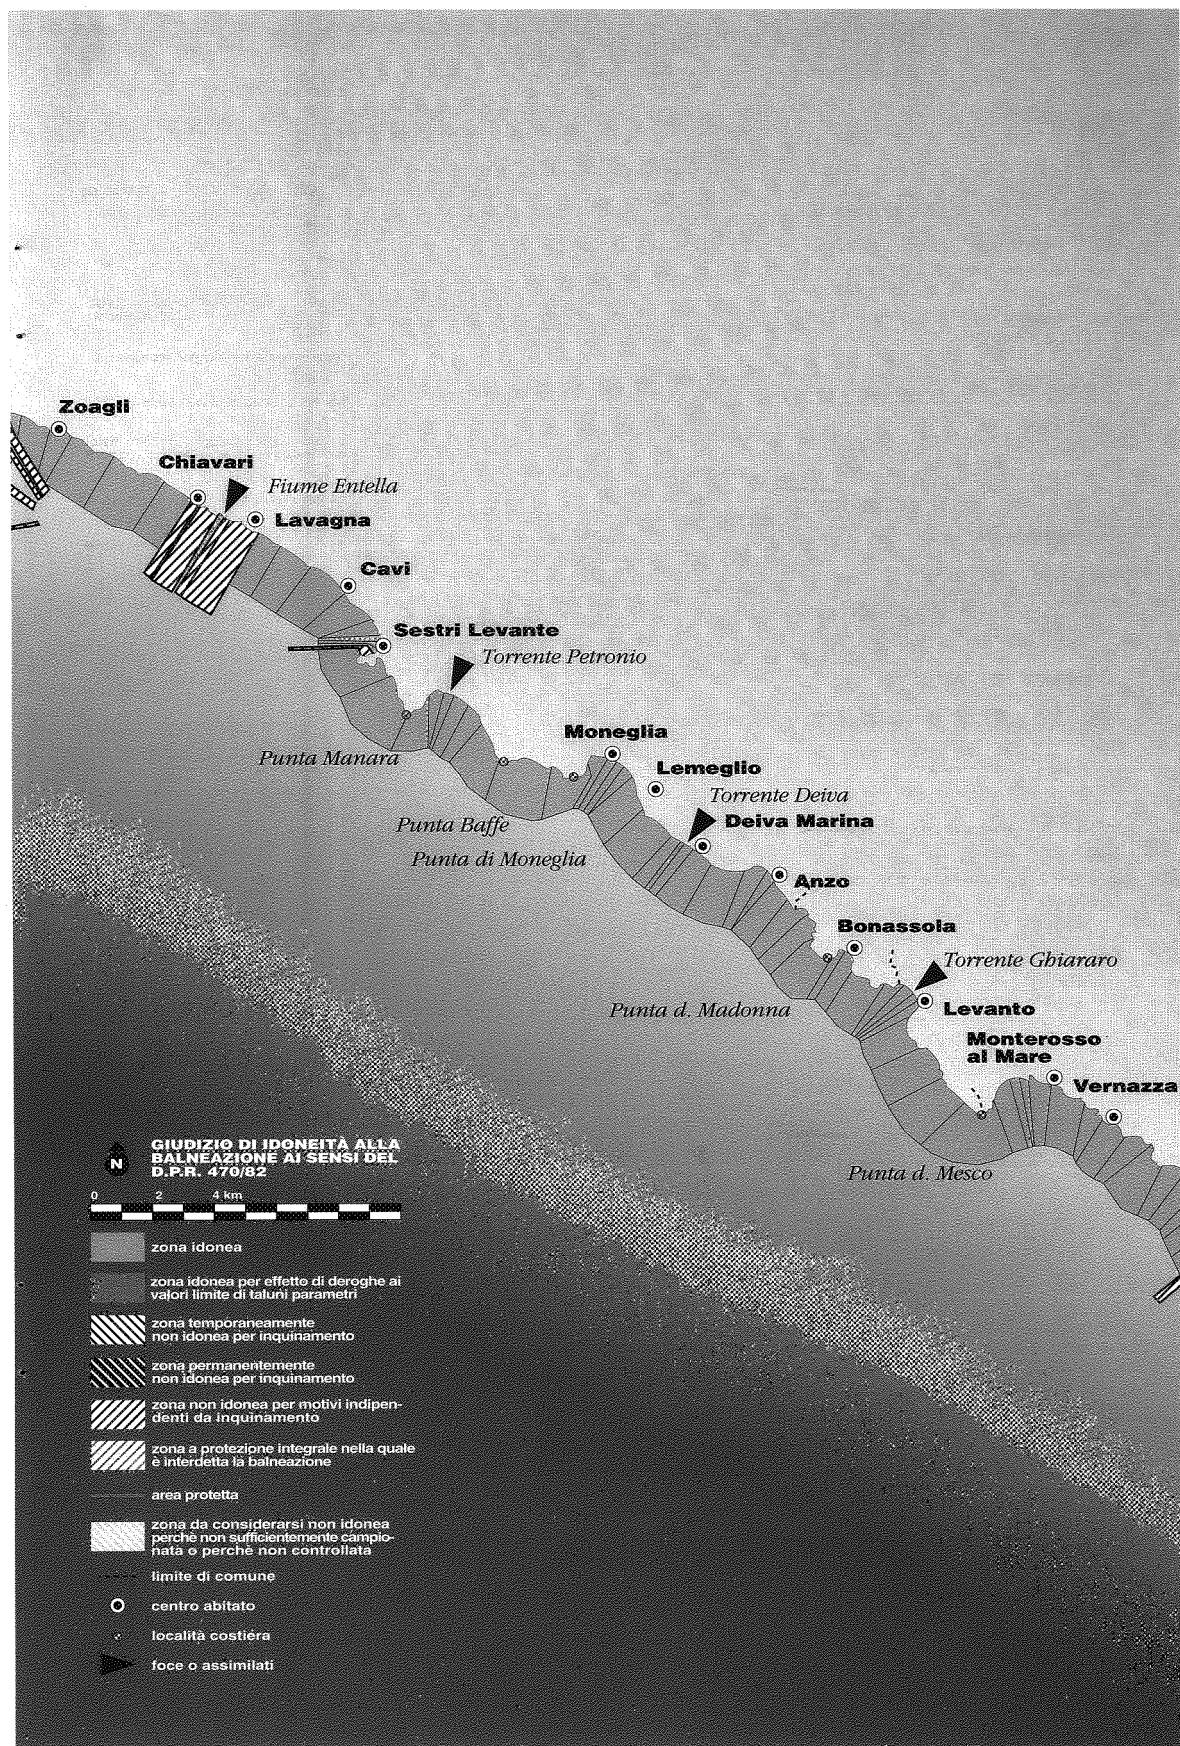 Zoagli
Chiavari
Fiume Entella
Lavagna
Cavi
Sestri Levante
Torrente Petronio
Moneglia
Punta Manara
Lemeglio
Torrente Deiva
Deiva Marina
Punta Baffe
Punta di Moneglia
Anzo
Bonassola
Torrente Ghiararo
Levanto
Punta d. Madonna
Monterosso
al Mare
Vernazza
Punta d. Mesco
N
GIUDIZIO DI IDONEITÀ ALLA
BALNEAZIONE AI SENSI DEL
D.P.R. 470/82
0 2 4 km
zona idonea
zona idonea per effetto di deroghe ai
valori limite di taluni parametri
zona temporaneamente
non idonea per inquinamento
zona permanentemente
non idonea per inquinamento
zona non idonea per motivi indipen-
denti da inquinamento
zona a protezione integrale nella quale
è interdetta la balneazione
area protetta
zona da considerarsi non idonea
perchè non sufficientemente campio-
nata o perchè non controllata
limite di comune
centro abitato
località costiera
foce o assimilati